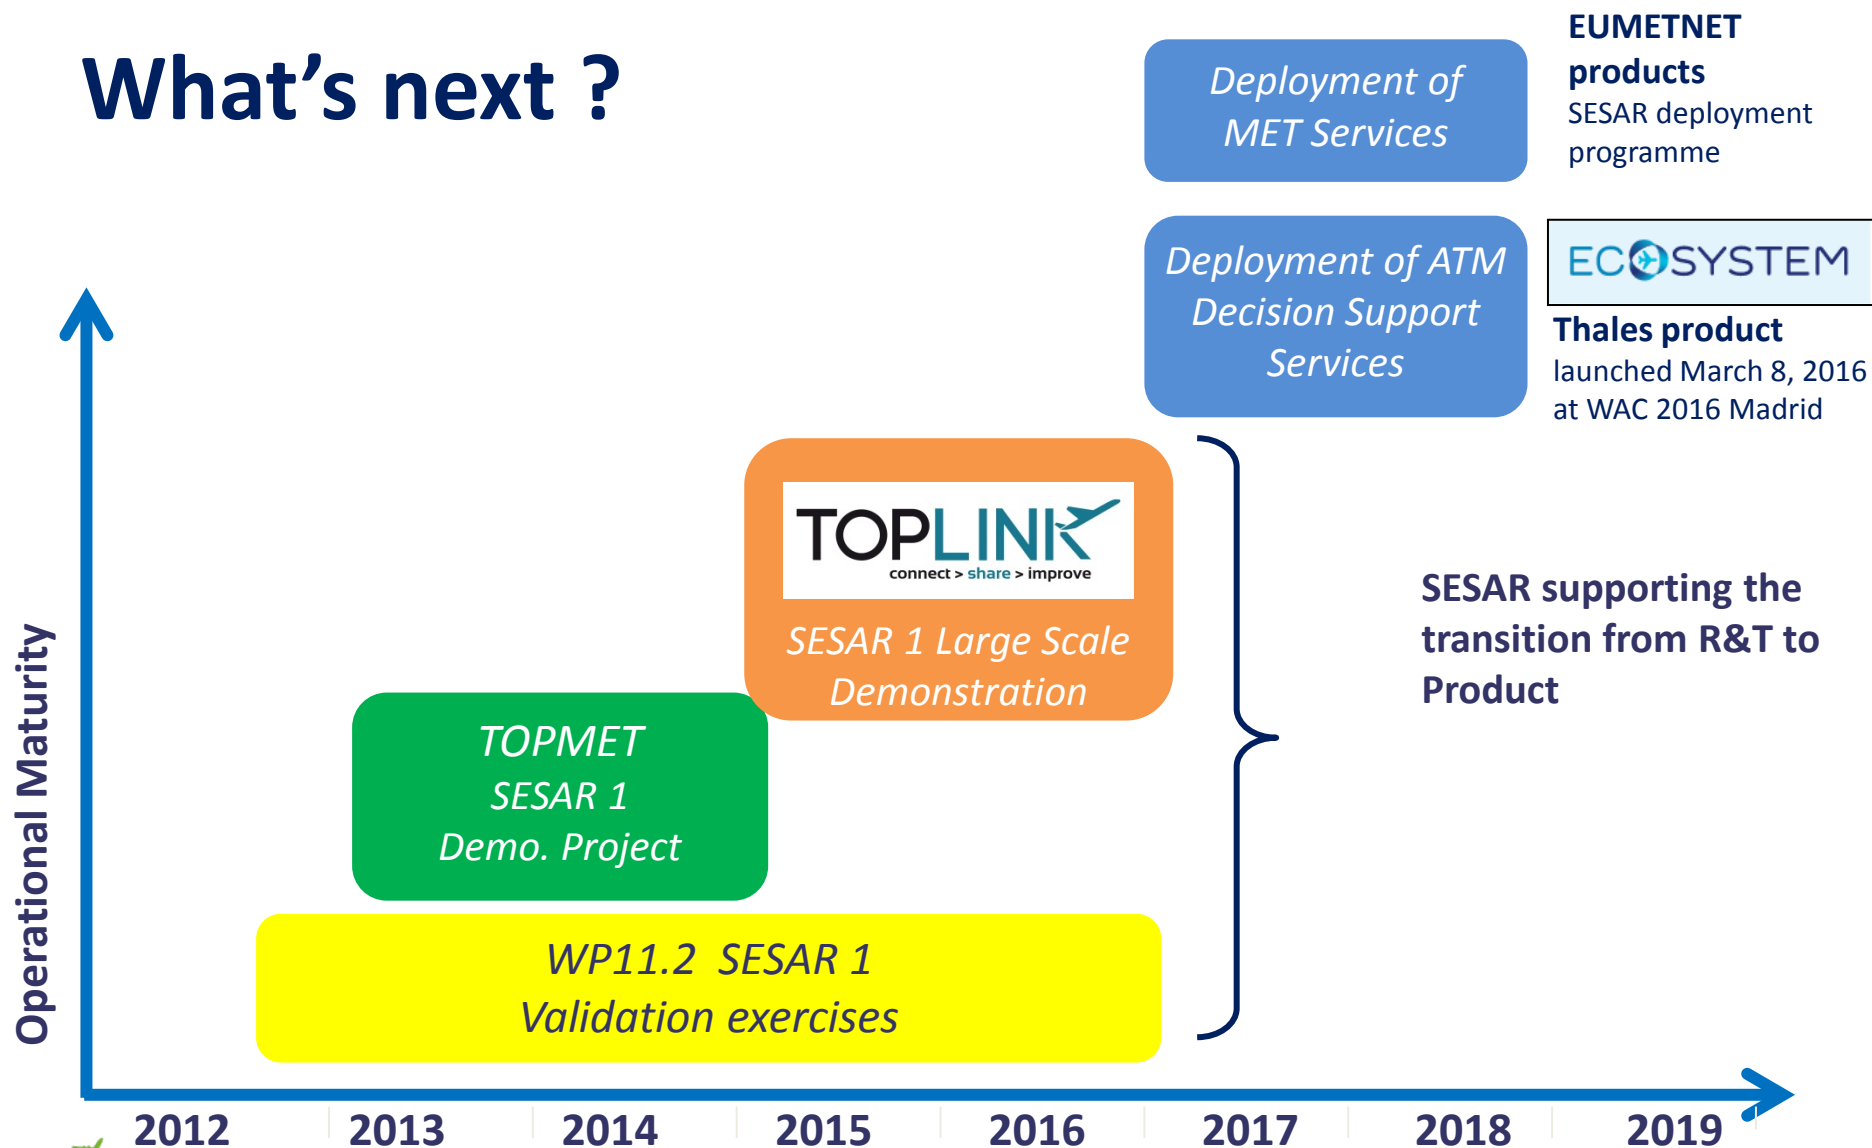 What's next ?
Deployment of
MET Services
EUMETNET
products
SESAR deployment
programme
Deployment of ATM
Decision Support
Services
ECOSYSTEM
Thales product
launched March 8, 2016
at WAC 2016 Madrid
TOPLINK
connect > share > improve
SESAR 1 Large Scale
Demonstration
SESAR supporting the
transition from R&T to
Product
TOPMET
SESAR 1
Demo. Project
WP11.2 SESAR 1
Validation exercises
Operational Maturity
2012 2013 2014 2015 2016 2017 2018 2019